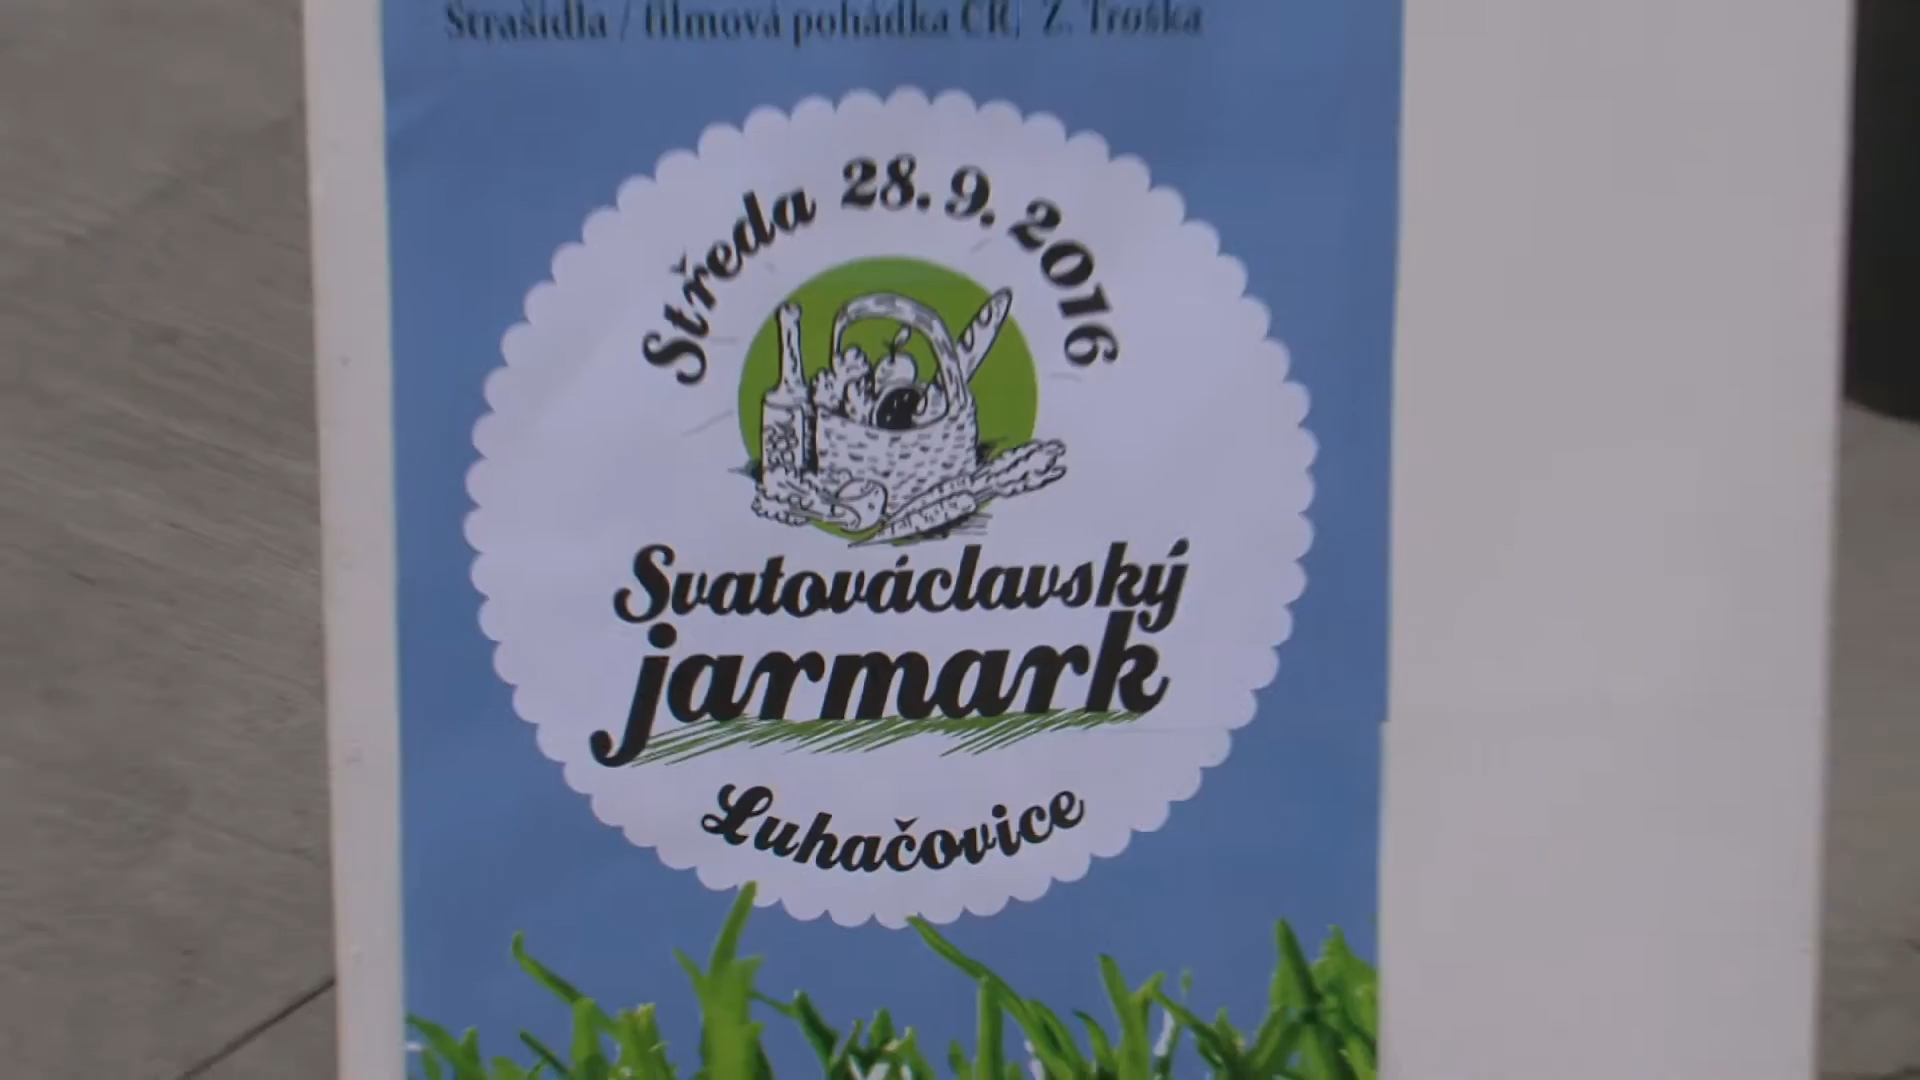 Strašidla / filmová pohádka ČR, Z. Troška
Středa 28. 9. 2016
Svatováclavský
jarmark
Luhačovice